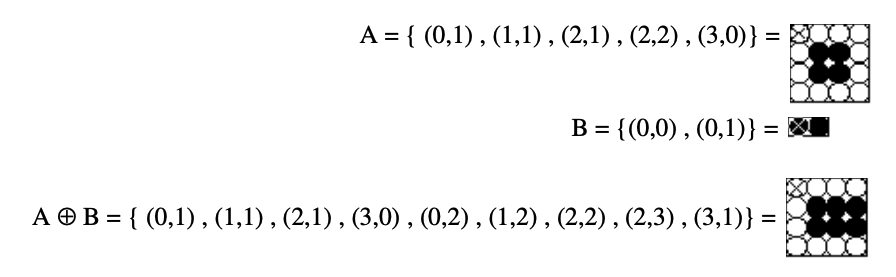 A = { (0,1) , (1,1) , (2,1) , (2,2) , (3,0)} =
B = {(0,0) , (0,1)} =
A ⊕ B = { (0,1) , (1,1) , (2,1) , (3,0) , (0,2) , (1,2) , (2,2) , (2,3) , (3,1)} =